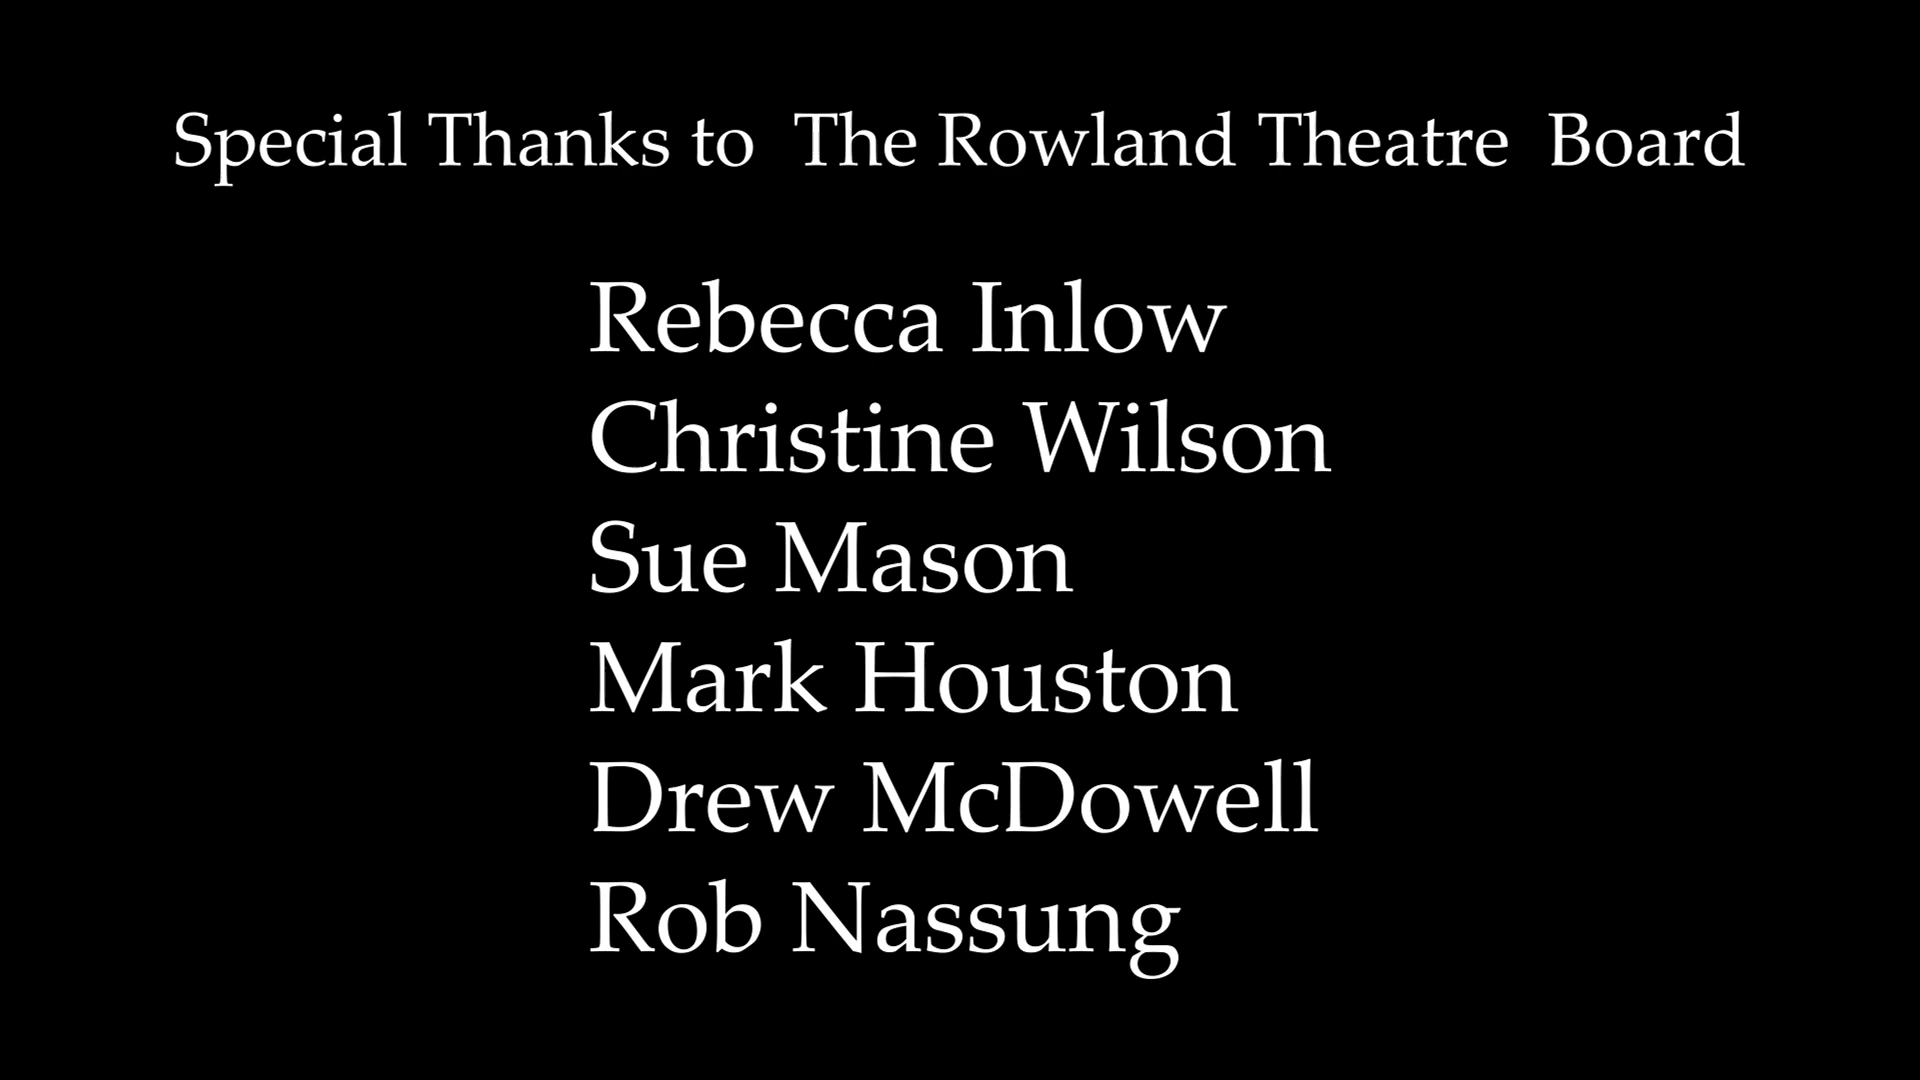 Special Thanks to  The Rowland Theatre  Board
Rebecca Inlow
Christine Wilson
Sue Mason
Mark Houston
Drew McDowell
Rob Nassung